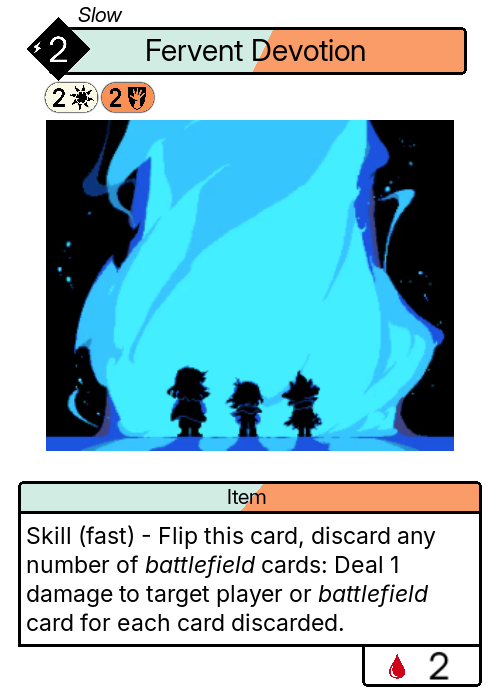 Slow
2 Fervent Devotion
2 2
Item
Skill (fast) - Flip this card, discard any
number of battlefield cards: Deal 1
damage to target player or battlefield
card for each card discarded.
2